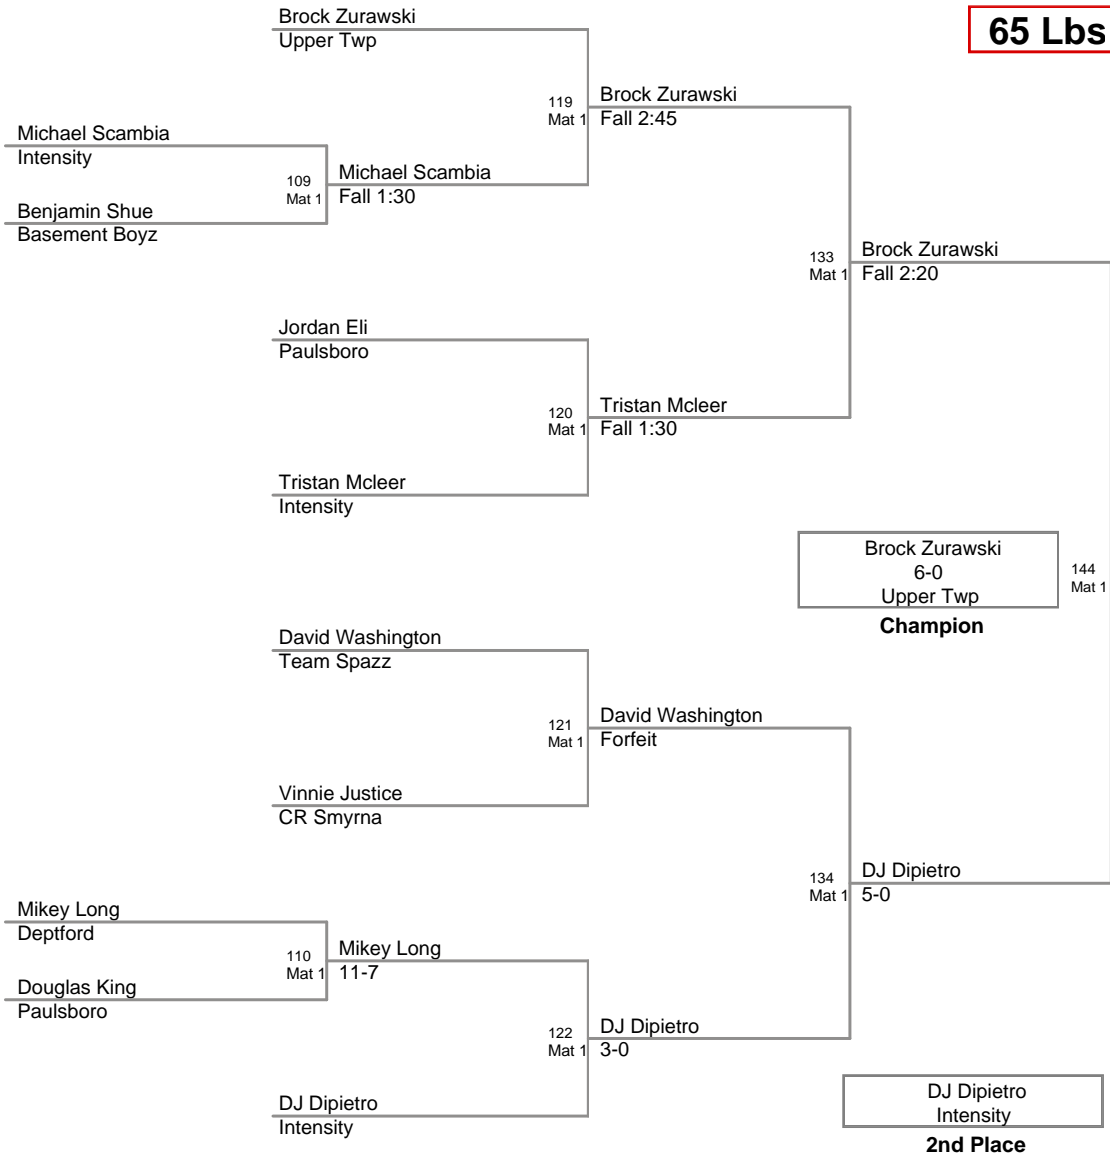 Brock Zurawski
Upper Twp
65 Lbs
119
Mat 1
Brock Zurawski
Fall 2:45
Michael Scambia
Intensity
109
Mat 1
Michael Scambia
Fall 1:30
Benjamin Shue
Basement Boyz
133
Mat 1
Brock Zurawski
Fall 2:20
Jordan Eli
Paulsboro
120
Mat 1
Tristan Mcleer
Fall 1:30
Tristan Mcleer
Intensity
Brock Zurawski
6-0
Upper Twp
Champion
144
Mat 1
David Washington
Team Spazz
121
Mat 1
David Washington
Forfeit
Vinnie Justice
CR Smyrna
134
Mat 1
DJ Dipietro
5-0
Mikey Long
Deptford
110
Mat 1
Mikey Long
11-7
Douglas King
Paulsboro
122
Mat 1
DJ Dipietro
3-0
DJ Dipietro
Intensity
DJ Dipietro
Intensity
2nd Place